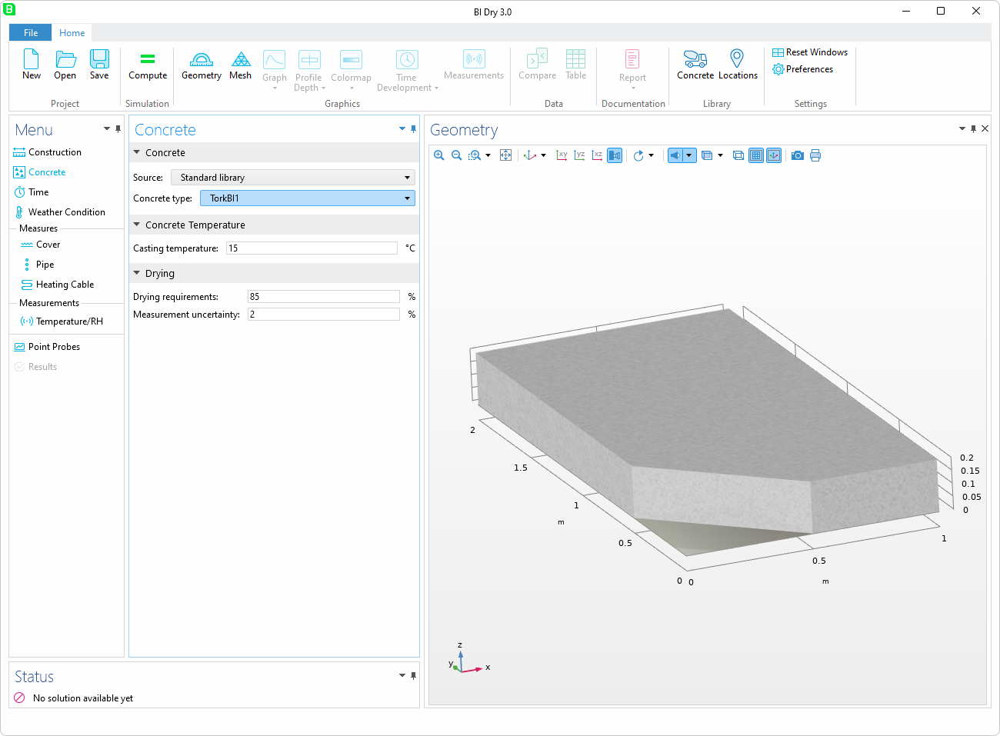 BI Dry 3.0
File
Home
New
Open
Save
Compute
Geometry
Mesh
Graph
Profile
Depth
Colormap
Time
Development
Measurements
Compare
Table
Report
Concrete
Locations
Reset Windows
Preferences
Project
Simulation
Graphics
Data
Documentation
Library
Settings
Menu
Construction
Concrete
Time
Weather Condition
Measures
Cover
Pipe
Heating Cable
Measurements
Temperature/RH
Point Probes
Results
Concrete
Concrete
Source: Standard library
Concrete type: TorkBI1
Concrete Temperature
Casting temperature: 15 °C
Drying
Drying requirements: 85 %
Measurement uncertainty: 2 %
Geometry
xy yz xz
2
1.5
1
m
0.5
0
0
0.5
m
1
0.2
0.15
0.1
0.05
0
z
y
x
Status
No solution available yet